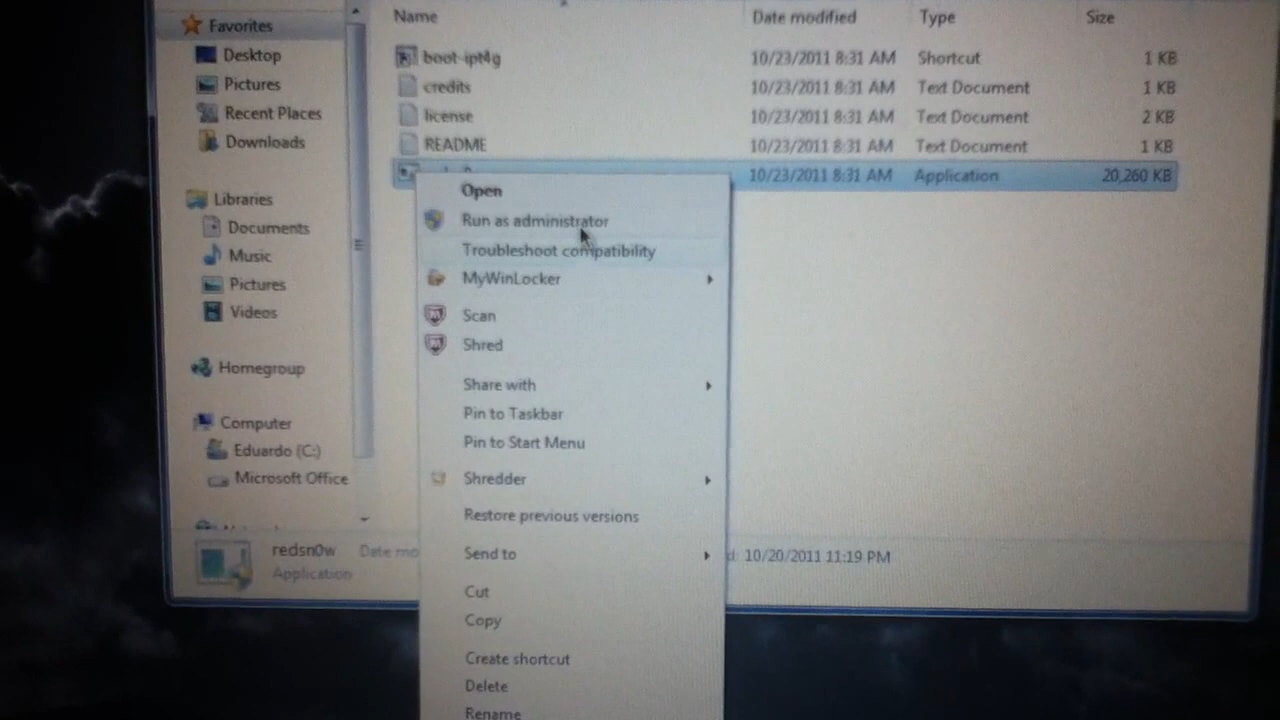 Name Date modified Type Size
Favorites
Desktop
Pictures
Recent Places
Downloads
Libraries
Documents
Music
Pictures
Videos
Homegroup
Computer
Eduardo (C:)
Microsoft Office
boot-ipt4g 10/23/2011 8:31 AM Shortcut 1 KB
credits 10/23/2011 8:31 AM Text Document 1 KB
license 10/23/2011 8:31 AM Text Document 2 KB
README 10/23/2011 8:31 AM Text Document 1 KB
10/23/2011 8:31 AM Application 20,260 KB
Open
Run as administrator
Troubleshoot compatibility
MyWinLocker
Scan
Shred
Share with
Pin to Taskbar
Pin to Start Menu
Shredder
Restore previous versions
Send to
Cut
Copy
Create shortcut
Delete
Rename
redsn0w Date mo d: 10/20/2011 11:19 PM
Application